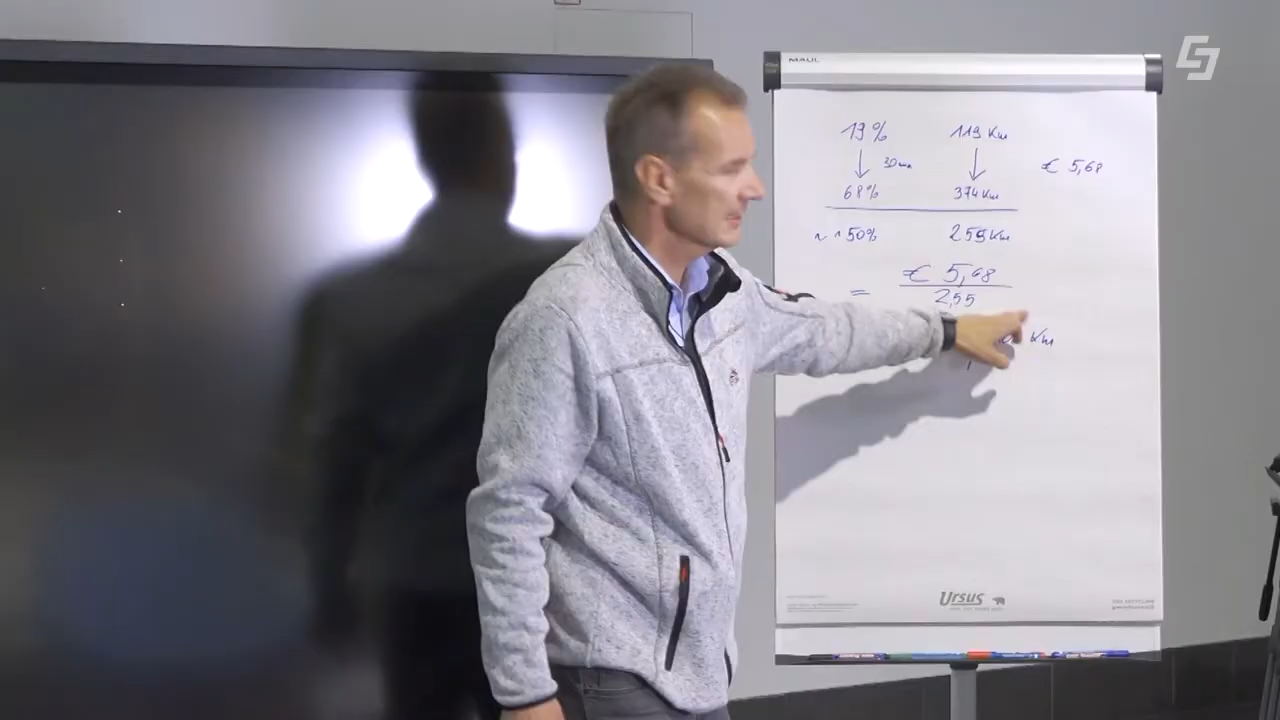 MAUL
19% 119 Km
↓ 30 min ↓ € 5,68
68% 374 Km
~ 50% 255 Km
= € 5,68
2,55
Km
Ursus